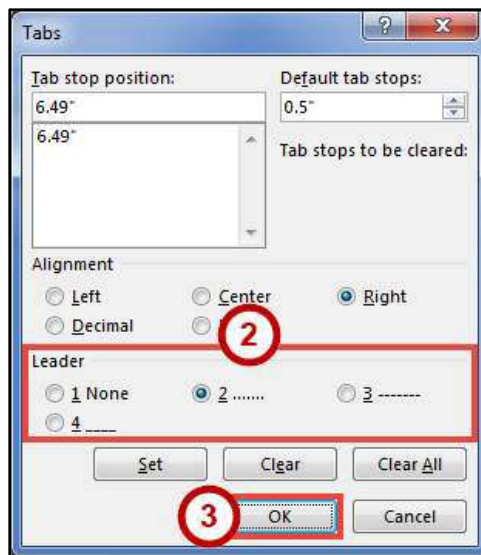 Tabs
?
Tab stop position: Default tab stops:
6.49" 0.5"
6.49"
Tab stops to be cleared:
Alignment
Left Center Right
Decimal
2
Leader
1 None 2 ....... 3 -------
4 ____
Set Clear Clear All
3 OK Cancel